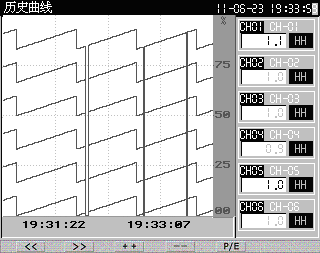 历史曲线 11-06-23 19:33:5
%
75
50
25
00
CH01 CH-01
1.1 HH
CH02 CH-02
1.0 HH
CH03 CH-03
1.0 HH
CH04 CH-04
0.9 HH
CH05 CH-05
1.0 HH
CH06 CH-06
1.0 HH
19:31:22 19:33:07
<< >> ++ -- P/E